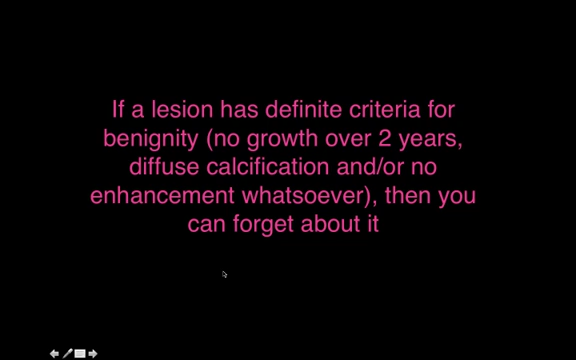 If a lesion has definite criteria for
benignity (no growth over 2 years,
diffuse calcification and/or no
enhancement whatsoever), then you
can forget about it